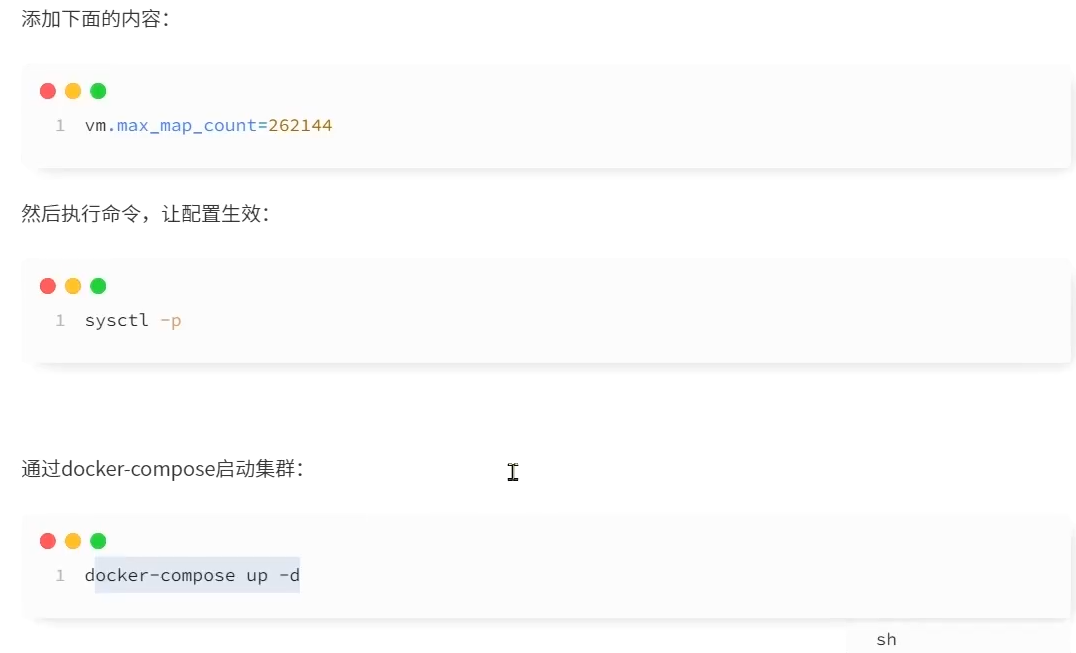 添加下面的内容：
1 vm.max_map_count=262144
然后执行命令，让配置生效：
1 sysctl -p
通过docker-compose启动集群：
1 docker-compose up -d
sh